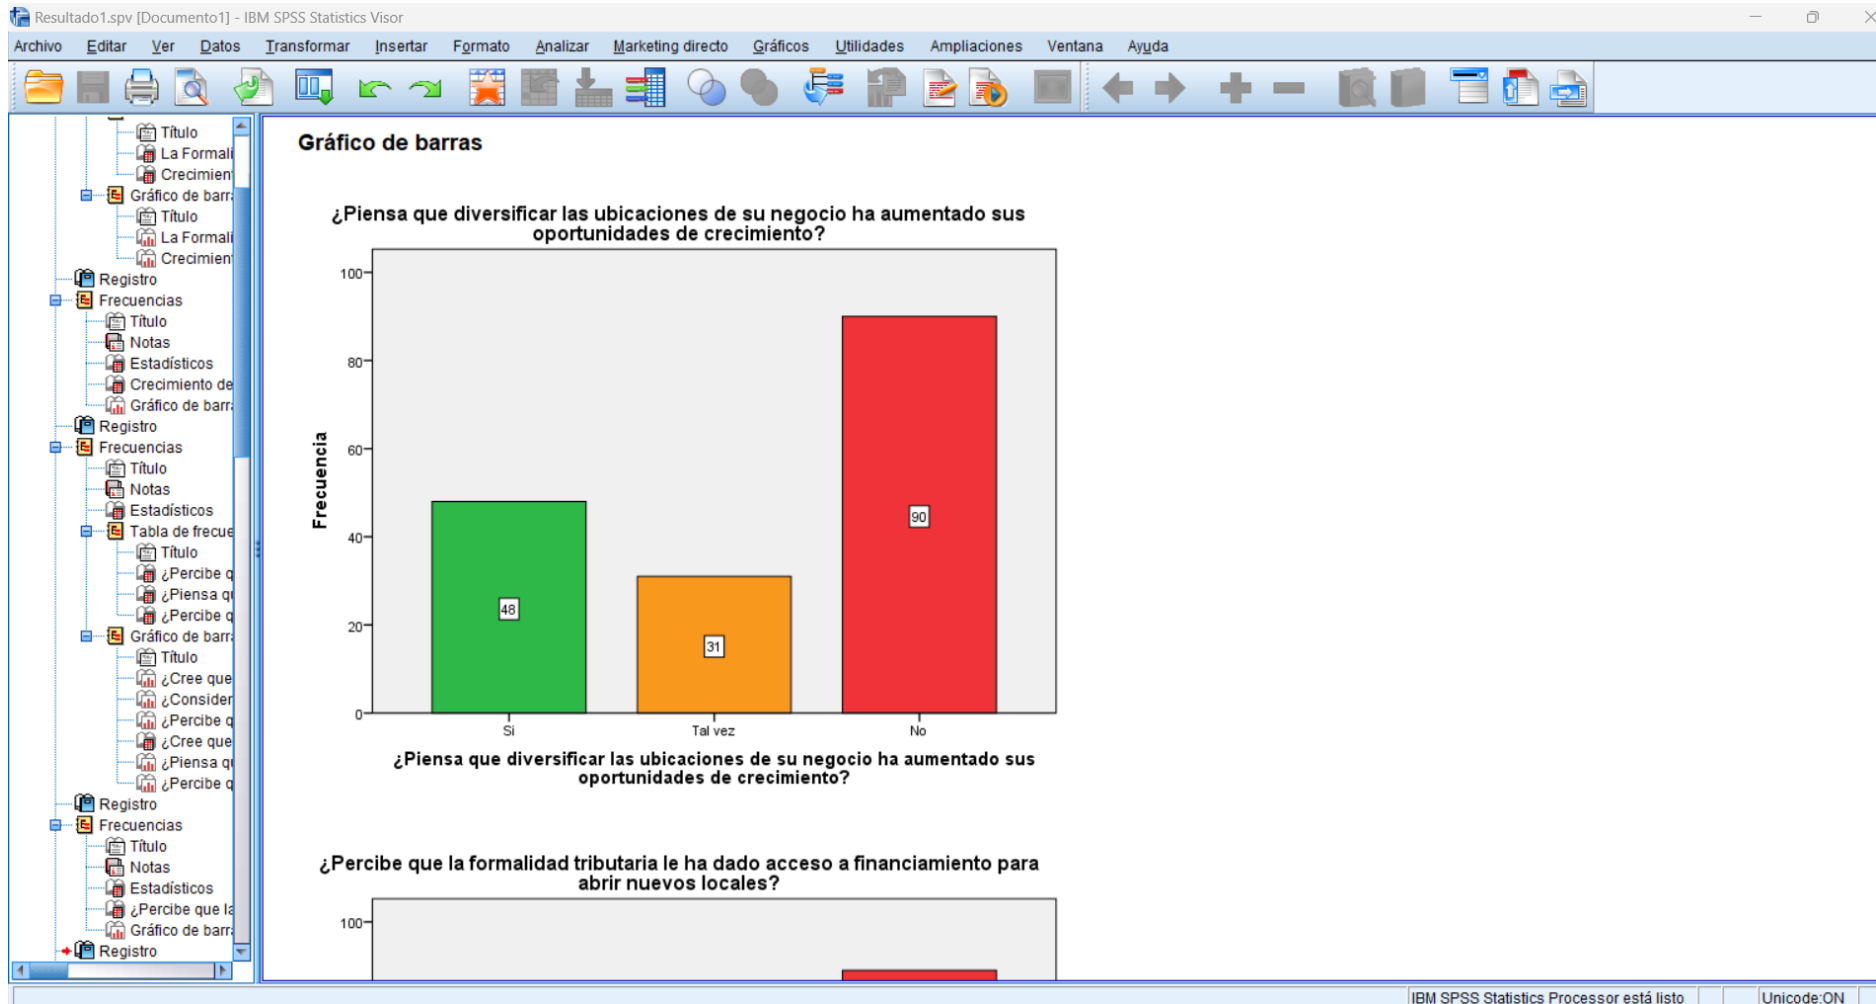 Resultado1.spv [Documento1] - IBM SPSS Statistics Visor
Archivo Editar Ver Datos Transformar Insertar Formato Analizar Marketing directo Gráficos Utilidades Ampliaciones Ventana Ayuda
Título
La Formali
Crecimien
Gráfico de barr
Título
La Formali
Crecimien
Registro
Frecuencias
Título
Notas
Estadísticos
Crecimiento de
Gráfico de barr
Registro
Frecuencias
Título
Notas
Estadísticos
Tabla de frecue
Título
¿Percibe q
¿Piensa qu
¿Percibe q
Gráfico de barr
Título
¿Cree que
¿Consider
¿Percibe q
¿Cree que
¿Piensa qu
¿Percibe q
Registro
Frecuencias
Título
Notas
Estadísticos
¿Percibe que la
Gráfico de barr
Registro
Gráfico de barras
¿Piensa que diversificar las ubicaciones de su negocio ha aumentado sus
oportunidades de crecimiento?
Frecuencia
100
80
60
40
20
0
48
31
90
Si Tal vez No
¿Piensa que diversificar las ubicaciones de su negocio ha aumentado sus
oportunidades de crecimiento?
¿Percibe que la formalidad tributaria le ha dado acceso a financiamiento para
abrir nuevos locales?
100
IBM SPSS Statistics Processor está listo Unicode:ON